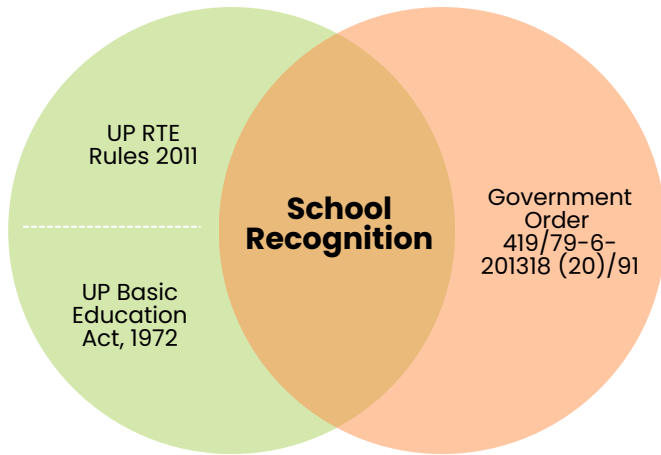 UP RTE
Rules 2011
UP Basic
Education
Act, 1972
School
Recognition
Government
Order
419/79-6-
201318 (20)/91